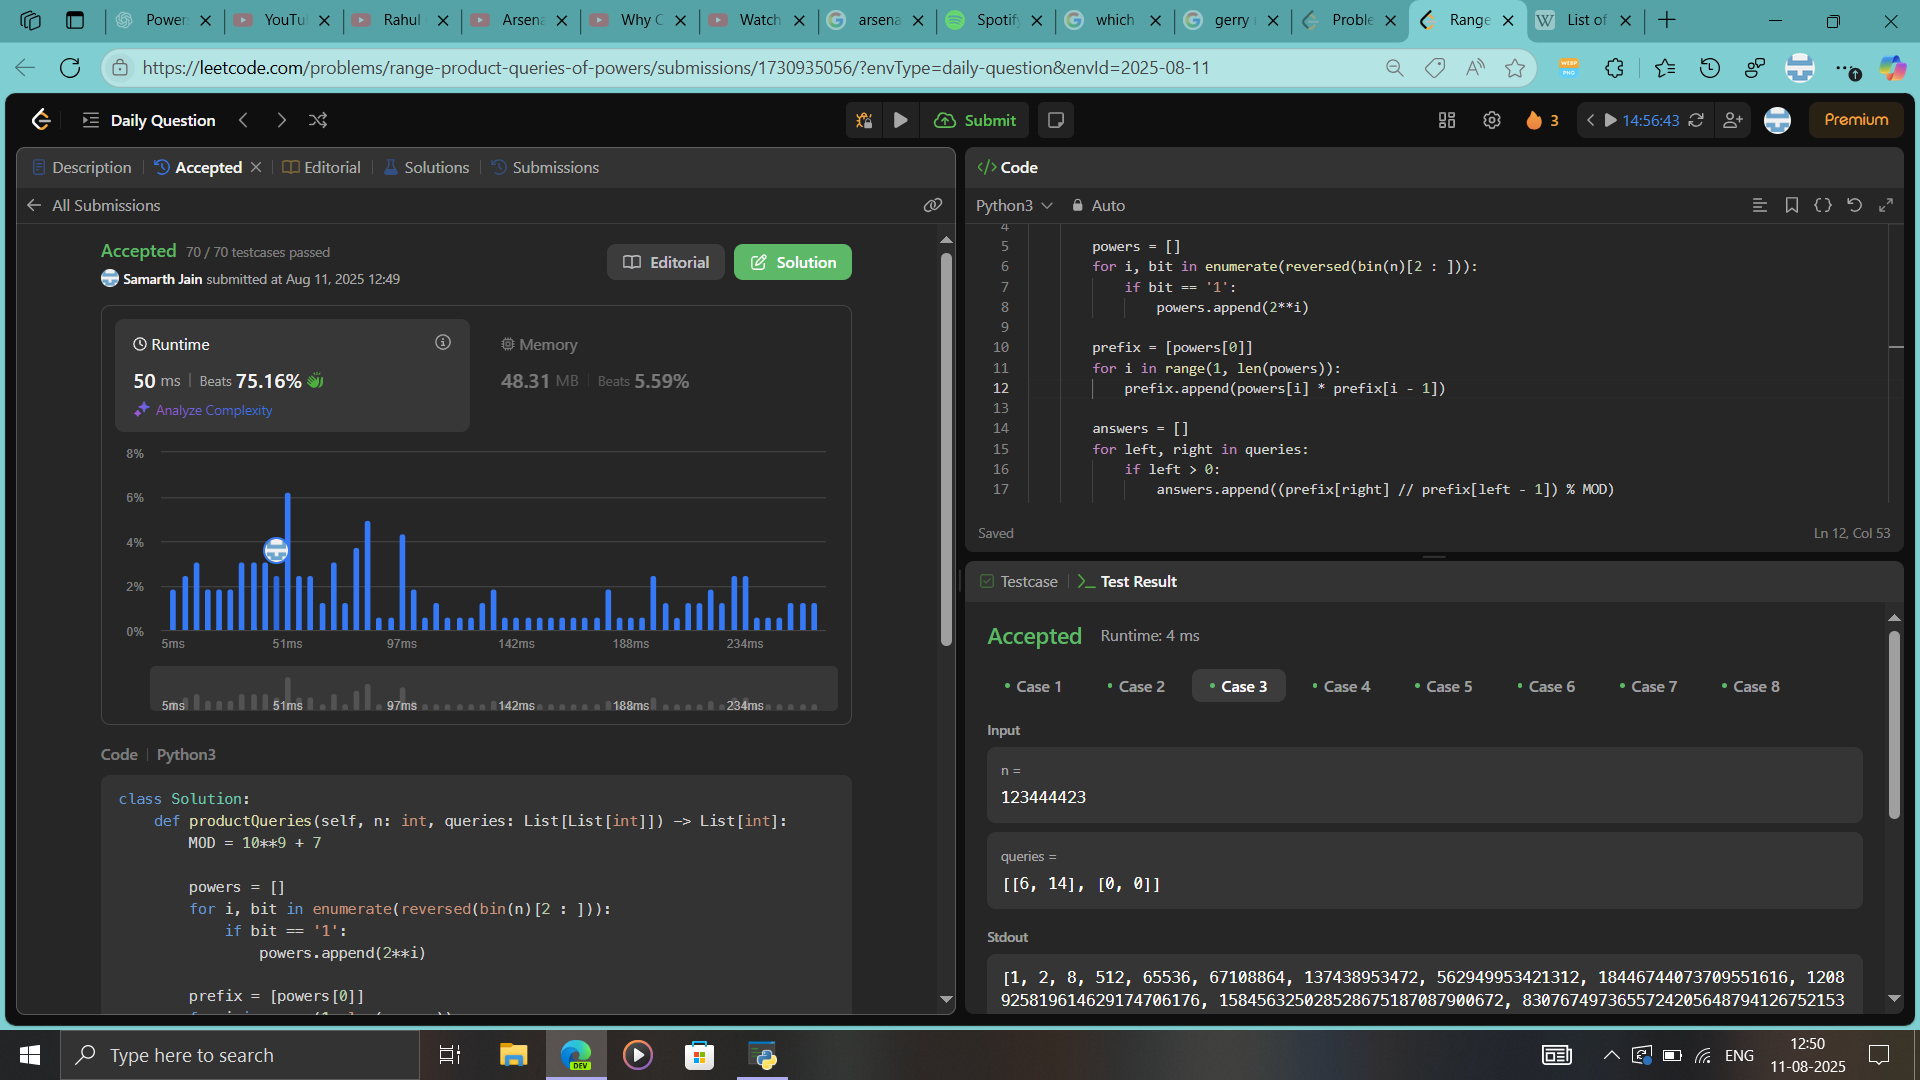 Power
YouTu
Rahul
Arsena
Why C
Watch
arsena
Spotify
which
gerry
Proble
Range
List of
https://leetcode.com/problems/range-product-queries-of-powers/submissions/1730935056/?envType=daily-question&envId=2025-08-11
Daily Question
Submit
3
14:56:43
Premium
Description
Accepted
Editorial
Solutions
Submissions
All Submissions
Accepted 70 / 70 testcases passed
Samarth Jain submitted at Aug 11, 2025 12:49
Editorial
Solution
Runtime
50 ms | Beats 75.16%
Analyze Complexity
Memory
48.31 MB | Beats 5.59%
8%
6%
4%
2%
0%
5ms 51ms 97ms 142ms 188ms 234ms
5ms 51ms 97ms 142ms 188ms 234ms
Code | Python3
class Solution:
def productQueries(self, n: int, queries: List[List[int]]) -> List[int]:
MOD = 10**9 + 7
powers = []
for i, bit in enumerate(reversed(bin(n)[2 : ])):
if bit == '1':
powers.append(2**i)
prefix = [powers[0]]
</> Code
Python3
Auto
4
5 powers = []
6 for i, bit in enumerate(reversed(bin(n)[2 : ])):
7 if bit == '1':
8 powers.append(2**i)
9
10 prefix = [powers[0]]
11 for i in range(1, len(powers)):
12 prefix.append(powers[i] * prefix[i - 1])
13
14 answers = []
15 for left, right in queries:
16 if left > 0:
17 answers.append((prefix[right] // prefix[left - 1]) % MOD)
Saved
Ln 12, Col 53
Testcase
Test Result
Accepted Runtime: 4 ms
Case 1
Case 2
Case 3
Case 4
Case 5
Case 6
Case 7
Case 8
Input
n =
123444423
queries =
[[6, 14], [0, 0]]
Stdout
[1, 2, 8, 512, 65536, 67108864, 137438953472, 562949953421312, 18446744073709551616, 1208
925819614629174706176, 158456325028528675187087900672, 8307674973655724205648794126752153
Type here to search
DEV
ENG
12:50
11-08-2025